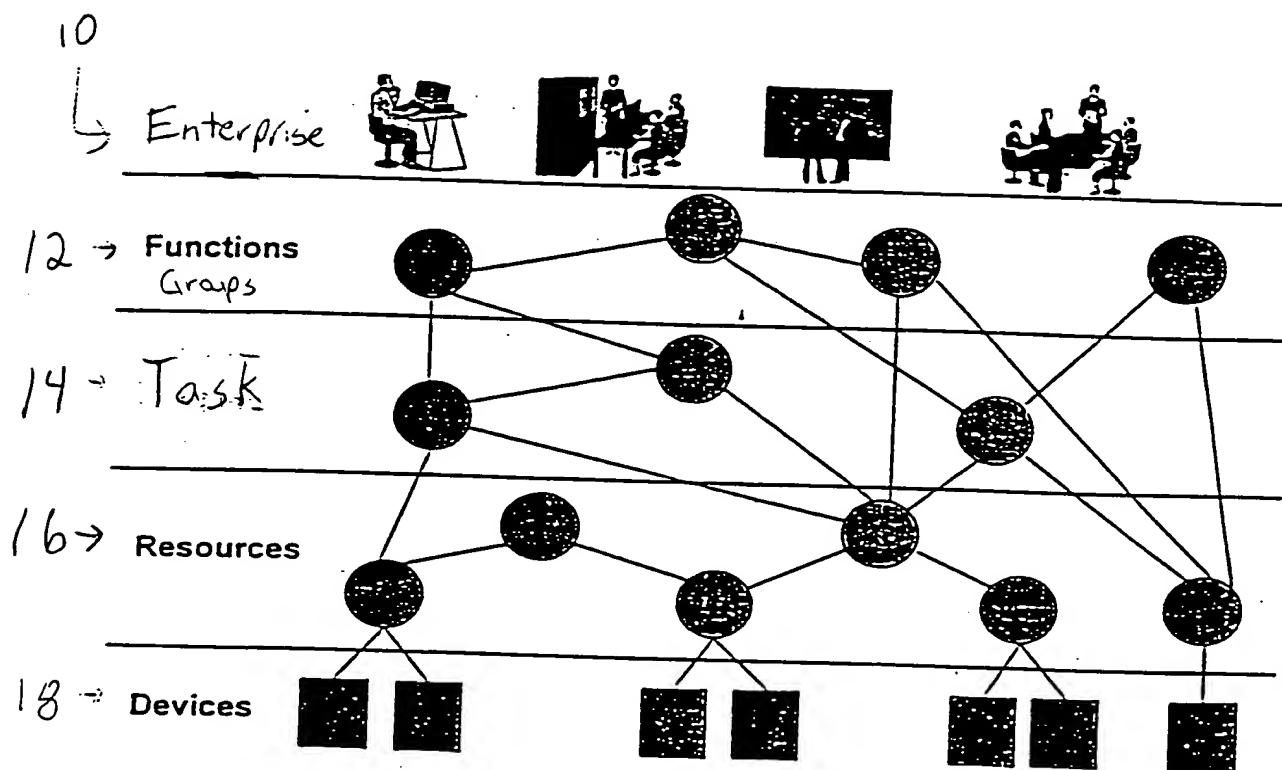 10
Enterprise
12 → Functions
Groups
14 → Task
16 → Resources
18 → Devices